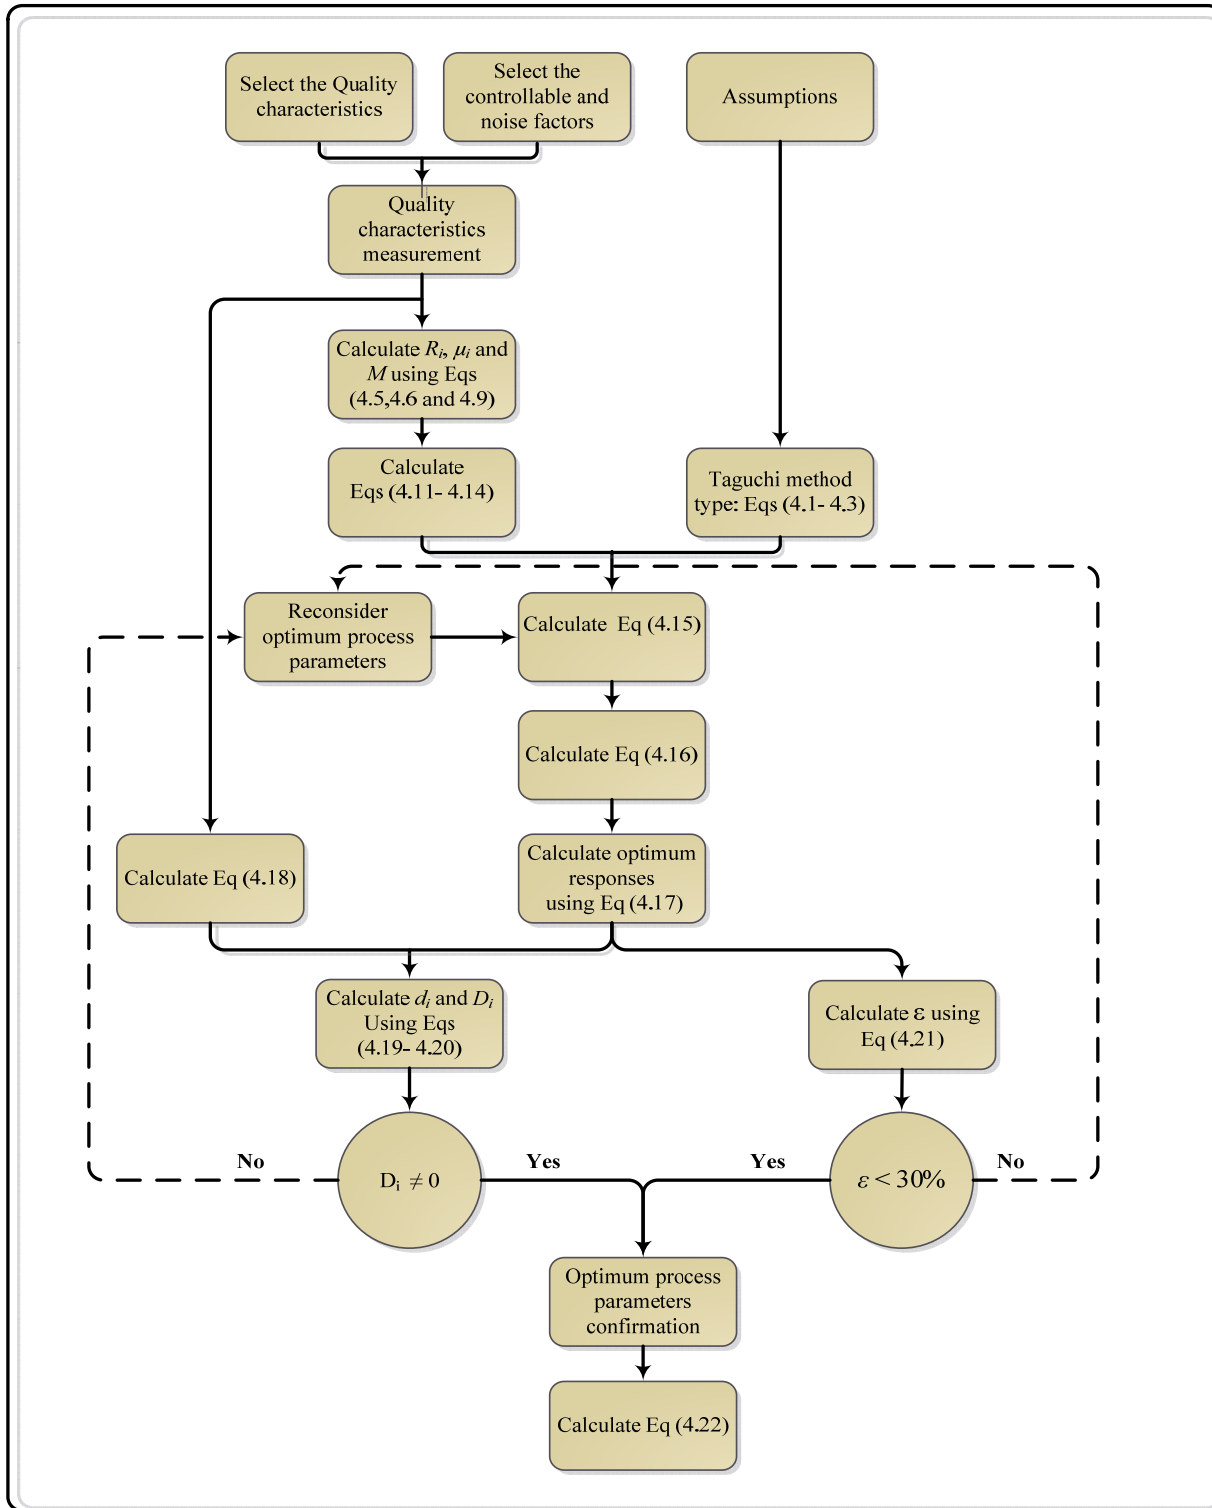 Select the Quality
characteristics
Select the
controllable and
noise factors
Assumptions
Quality
characteristics
measurement
Calculate Rᵢ, μᵢ and
M using Eqs
(4.5,4.6 and 4.9)
Calculate
Eqs (4.11- 4.14)
Taguchi method
type: Eqs (4.1- 4.3)
Reconsider
optimum process
parameters
Calculate Eq (4.15)
Calculate Eq (4.16)
Calculate Eq (4.18)
Calculate optimum
responses
using Eq (4.17)
Calculate dᵢ and Dᵢ
Using Eqs
(4.19- 4.20)
Calculate ε using
Eq (4.21)
No
Dᵢ ≠ 0
Yes
Yes
ε < 30%
No
Optimum process
parameters
confirmation
Calculate Eq (4.22)